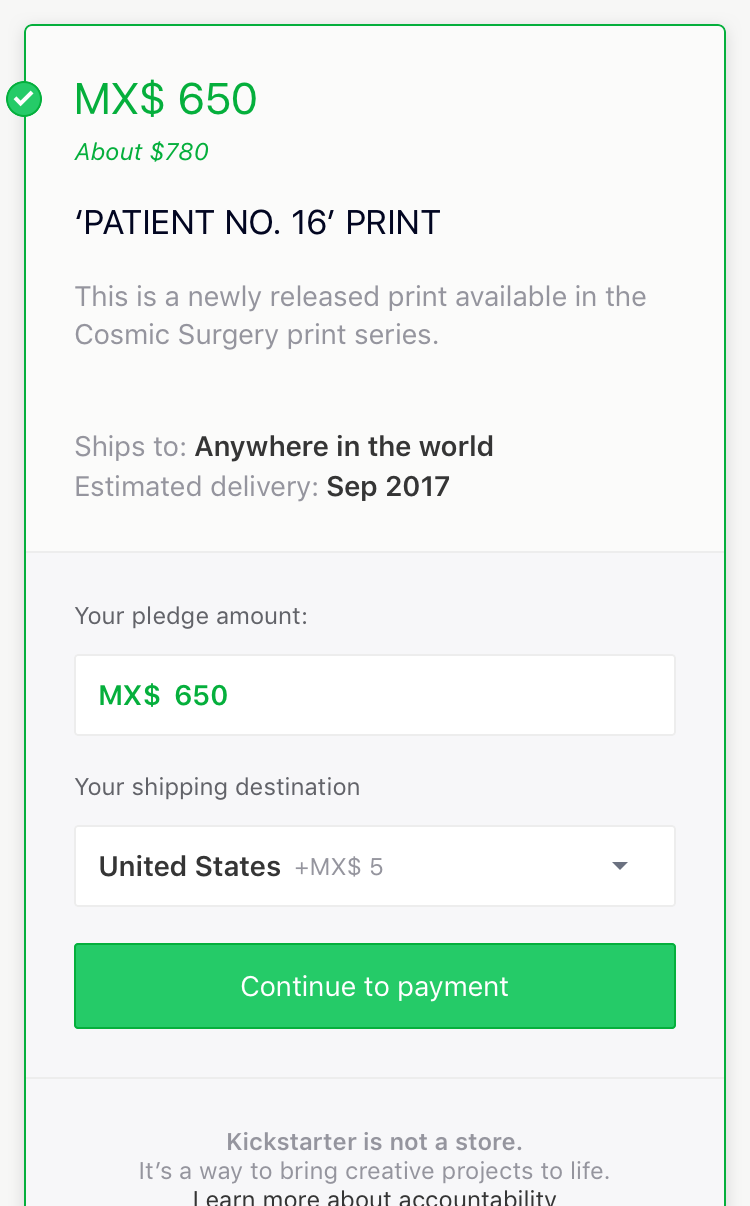 MX$ 650
About $780
‘PATIENT NO. 16’ PRINT
This is a newly released print available in the
Cosmic Surgery print series.
Ships to: Anywhere in the world
Estimated delivery: Sep 2017
Your pledge amount:
MX$ 650
Your shipping destination
United States +MX$ 5
Continue to payment
Kickstarter is not a store.
It’s a way to bring creative projects to life.
Learn more about accountability